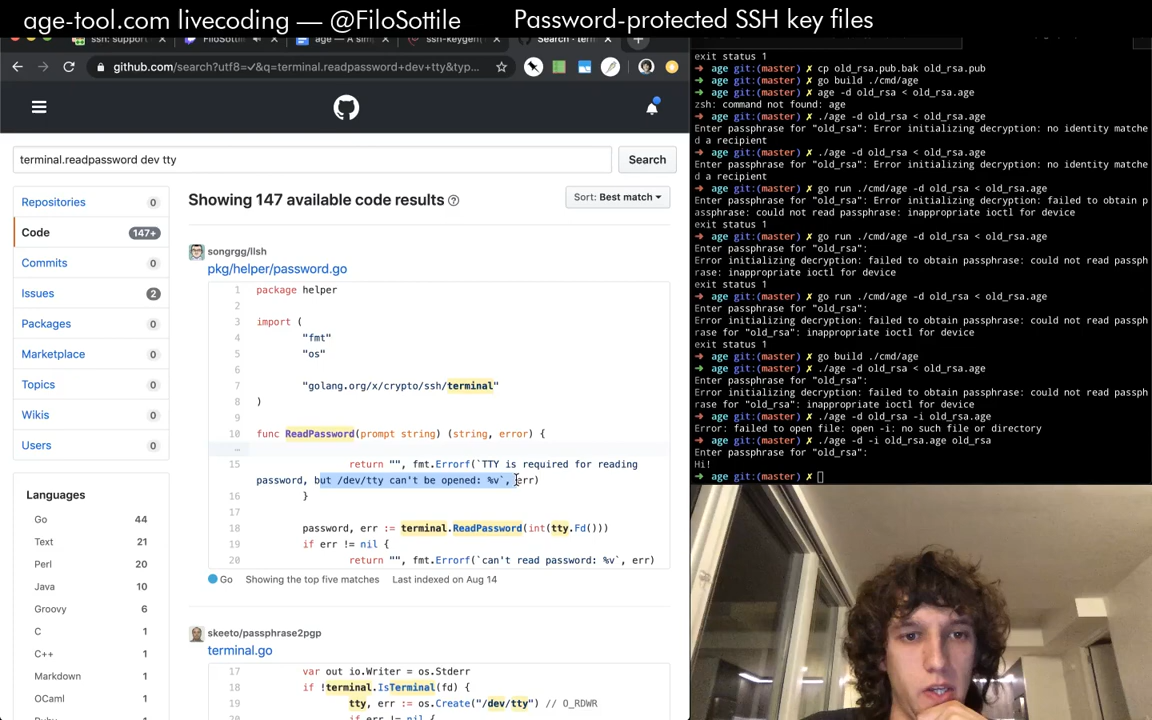 age-tool.com livecoding — @FiloSottile
Password-protected SSH key files
ssh: support
FiloSottile
age — A sim
ssh-keygen
Search · ter
github.com/search?utf8=✓&q=terminal.readpassword+dev+tty&typ...
terminal.readpassword dev tty
Search
Repositories 0
Code 147+
Commits 0
Issues 2
Packages 0
Marketplace 0
Topics 0
Wikis 0
Users 0
Languages
Go 44
Text 21
Perl 20
Java 10
Groovy 6
C 1
C++ 1
Markdown 1
OCaml 1
Showing 147 available code results
Sort: Best match
songrgg/llsh
pkg/helper/password.go
1 package helper
2
3 import (
4 "fmt"
5 "os"
6
7 "golang.org/x/crypto/ssh/terminal"
8 )
9
10 func ReadPassword(prompt string) (string, error) {
…
15 return "", fmt.Errorf(`TTY is required for reading
password, but /dev/tty can't be opened: %v`, err)
16 }
17
18 password, err := terminal.ReadPassword(int(tty.Fd()))
19 if err != nil {
20 return "", fmt.Errorf(`can't read password: %v`, err)
Go Showing the top five matches Last indexed on Aug 14
skeeto/passphrase2pgp
terminal.go
17 var out io.Writer = os.Stderr
18 if !terminal.IsTerminal(fd) {
19 tty, err := os.Create("/dev/tty") // O_RDWR
exit status 1
➜ age git:(master) ✗ cp old_rsa.pub.bak old_rsa.pub
➜ age git:(master) ✗ go build ./cmd/age
➜ age git:(master) ✗ age -d old_rsa < old_rsa.age
zsh: command not found: age
➜ age git:(master) ✗ ./age -d old_rsa < old_rsa.age
Enter passphrase for "old_rsa": Error initializing decryption: no identity matche
d a recipient
➜ age git:(master) ✗ ./age -d old_rsa < old_rsa.age
Enter passphrase for "old_rsa": Error initializing decryption: no identity matche
d a recipient
➜ age git:(master) ✗ go run ./cmd/age -d old_rsa < old_rsa.age
Enter passphrase for "old_rsa": Error initializing decryption: failed to obtain p
assphrase: could not read passphrase: inappropriate ioctl for device
exit status 1
➜ age git:(master) ✗ go run ./cmd/age -d old_rsa < old_rsa.age
Enter passphrase for "old_rsa":
Error initializing decryption: failed to obtain passphrase: could not read passph
rase: inappropriate ioctl for device
exit status 1
➜ age git:(master) ✗ go run ./cmd/age -d old_rsa < old_rsa.age
Enter passphrase for "old_rsa":
Error initializing decryption: failed to obtain passphrase: could not read passph
rase for "old_rsa": inappropriate ioctl for device
exit status 1
➜ age git:(master) ✗ go build ./cmd/age
➜ age git:(master) ✗ ./age -d old_rsa < old_rsa.age
Enter passphrase for "old_rsa":
Error initializing decryption: failed to obtain passphrase: could not read passph
rase for "old_rsa": inappropriate ioctl for device
➜ age git:(master) ✗ ./age -d old_rsa -i old_rsa.age
Error: failed to open file: open -i: no such file or directory
➜ age git:(master) ✗ ./age -d -i old_rsa.age old_rsa
Enter passphrase for "old_rsa":
Hi!
➜ age git:(master) ✗